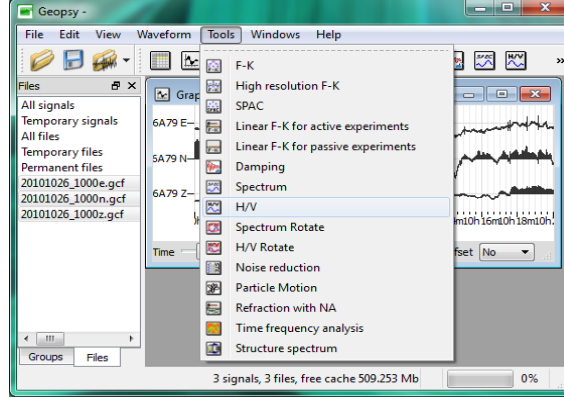 Geopsy -
File Edit View Waveform Tools Windows Help
Files
All signals
Temporary signals
All files
Temporary files
Permanent files
20101026_1000e.gcf
20101026_1000n.gcf
20101026_1000z.gcf
Groups Files
Grap
6A79 E
6A79 N
6A79 Z
Time
F-K
High resolution F-K
SPAC
Linear F-K for active experiments
Linear F-K for passive experiments
Damping
Spectrum
H/V
Spectrum Rotate
H/V Rotate
Noise reduction
Particle Motion
Refraction with NA
Time frequency analysis
Structure spectrum
SPEC H/V
m10h16m10h18m10h
fset No
3 signals, 3 files, free cache 509.253 Mb 0%